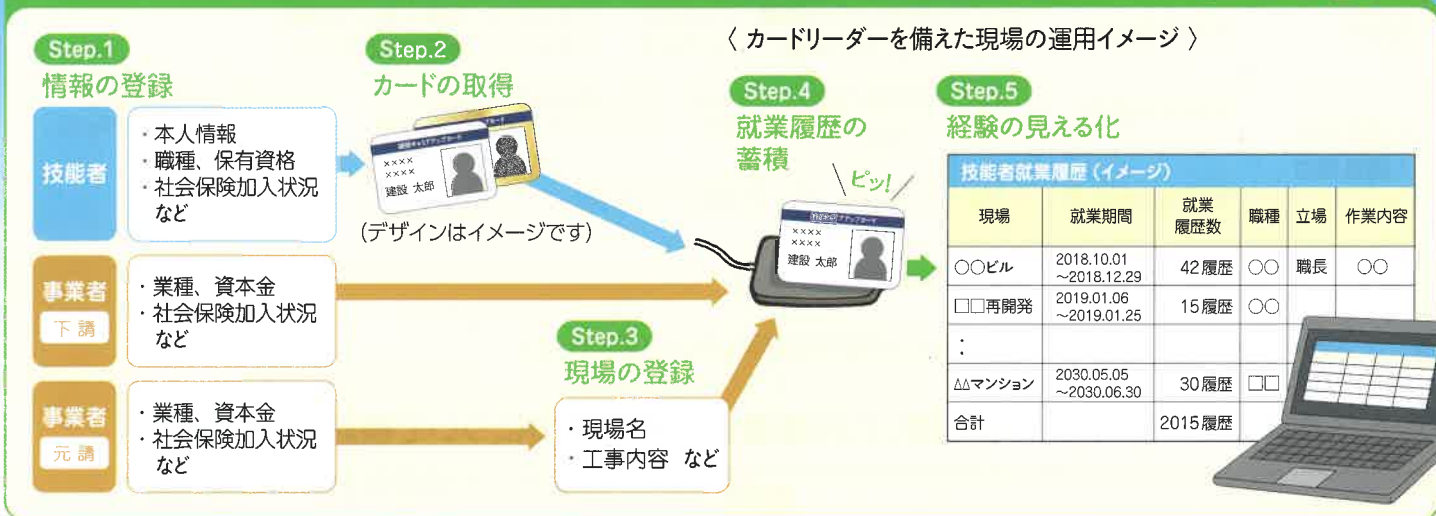 〈 カードリーダーを備えた現場の運用イメージ 〉
Step.1
情報の登録
技能者
・本人情報
・職種、保有資格
・社会保険加入状況
など
事業者
下請
・業種、資本金
・社会保険加入状況
など
事業者
元請
・業種、資本金
・社会保険加入状況
など
Step.2
カードの取得
××××
××××
建設 太郎
(デザインはイメージです)
Step.3
現場の登録
・現場名
・工事内容 など
Step.4
就業履歴の
蓄積
ピッ!
××××
××××
建設 太郎
Step.5
経験の見える化
技能者就業履歴(イメージ)
現場 就業期間 就業履歴数 職種 立場 作業内容
○○ビル 2018.10.01 ～2018.12.29 42履歴 ○○ 職長 ○○
□□再開発 2019.01.06 ～2019.01.25 15履歴 ○○
：
△△マンション 2030.05.05 ～2030.06.30 30履歴 □□
合計 2015履歴